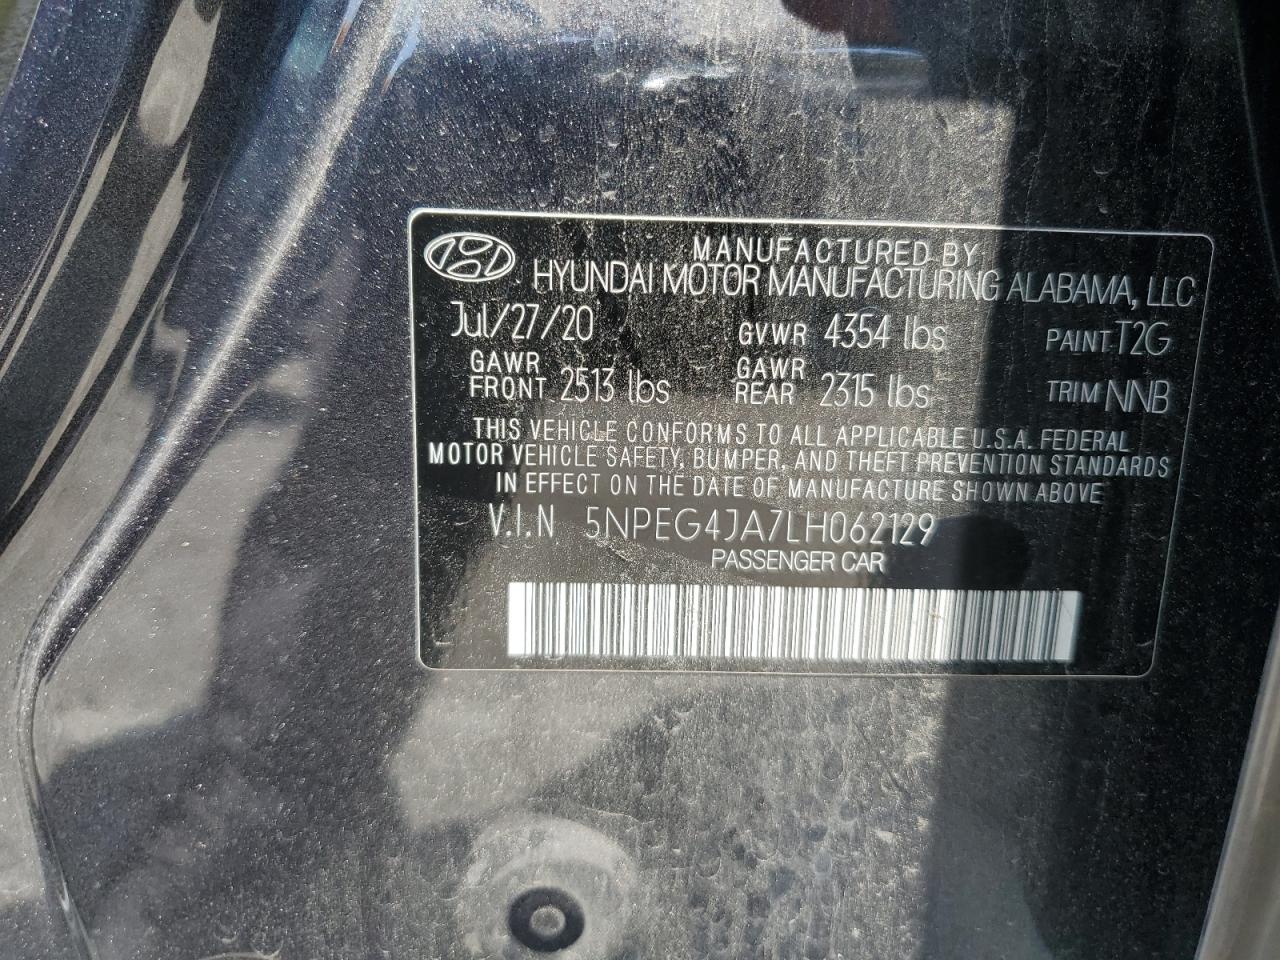 MANUFACTURED BY
HYUNDAI MOTOR MANUFACTURING ALABAMA, LLC
Jul/27/20 GVWR 4354 lbs PAINT T2G
GAWR FRONT 2513 lbs GAWR REAR 2315 lbs TRIM NNB
THIS VEHICLE CONFORMS TO ALL APPLICABLE U.S.A. FEDERAL
MOTOR VEHICLE SAFETY, BUMPER, AND THEFT PREVENTION STANDARDS
IN EFFECT ON THE DATE OF MANUFACTURE SHOWN ABOVE
V.I.N 5NPEG4JA7LH062129
PASSENGER CAR